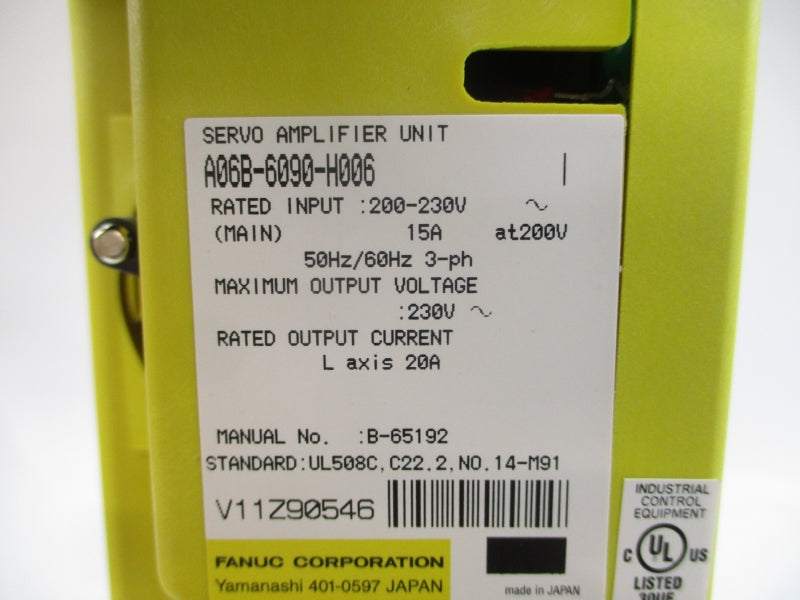 SERVO AMPLIFIER UNIT
A06B-6090-H006
RATED INPUT :200-230V ~
(MAIN) 15A at200V
50Hz/60Hz 3-ph
MAXIMUM OUTPUT VOLTAGE
:230V ~
RATED OUTPUT CURRENT
L axis 20A
MANUAL No. :B-65192
STANDARD:UL508C,C22.2,NO.14-M91
V11Z90546
FANUC CORPORATION
Yamanashi 401-0597 JAPAN
made in JAPAN
INDUSTRIAL
CONTROL
EQUIPMENT
C UL US
LISTED
30UF